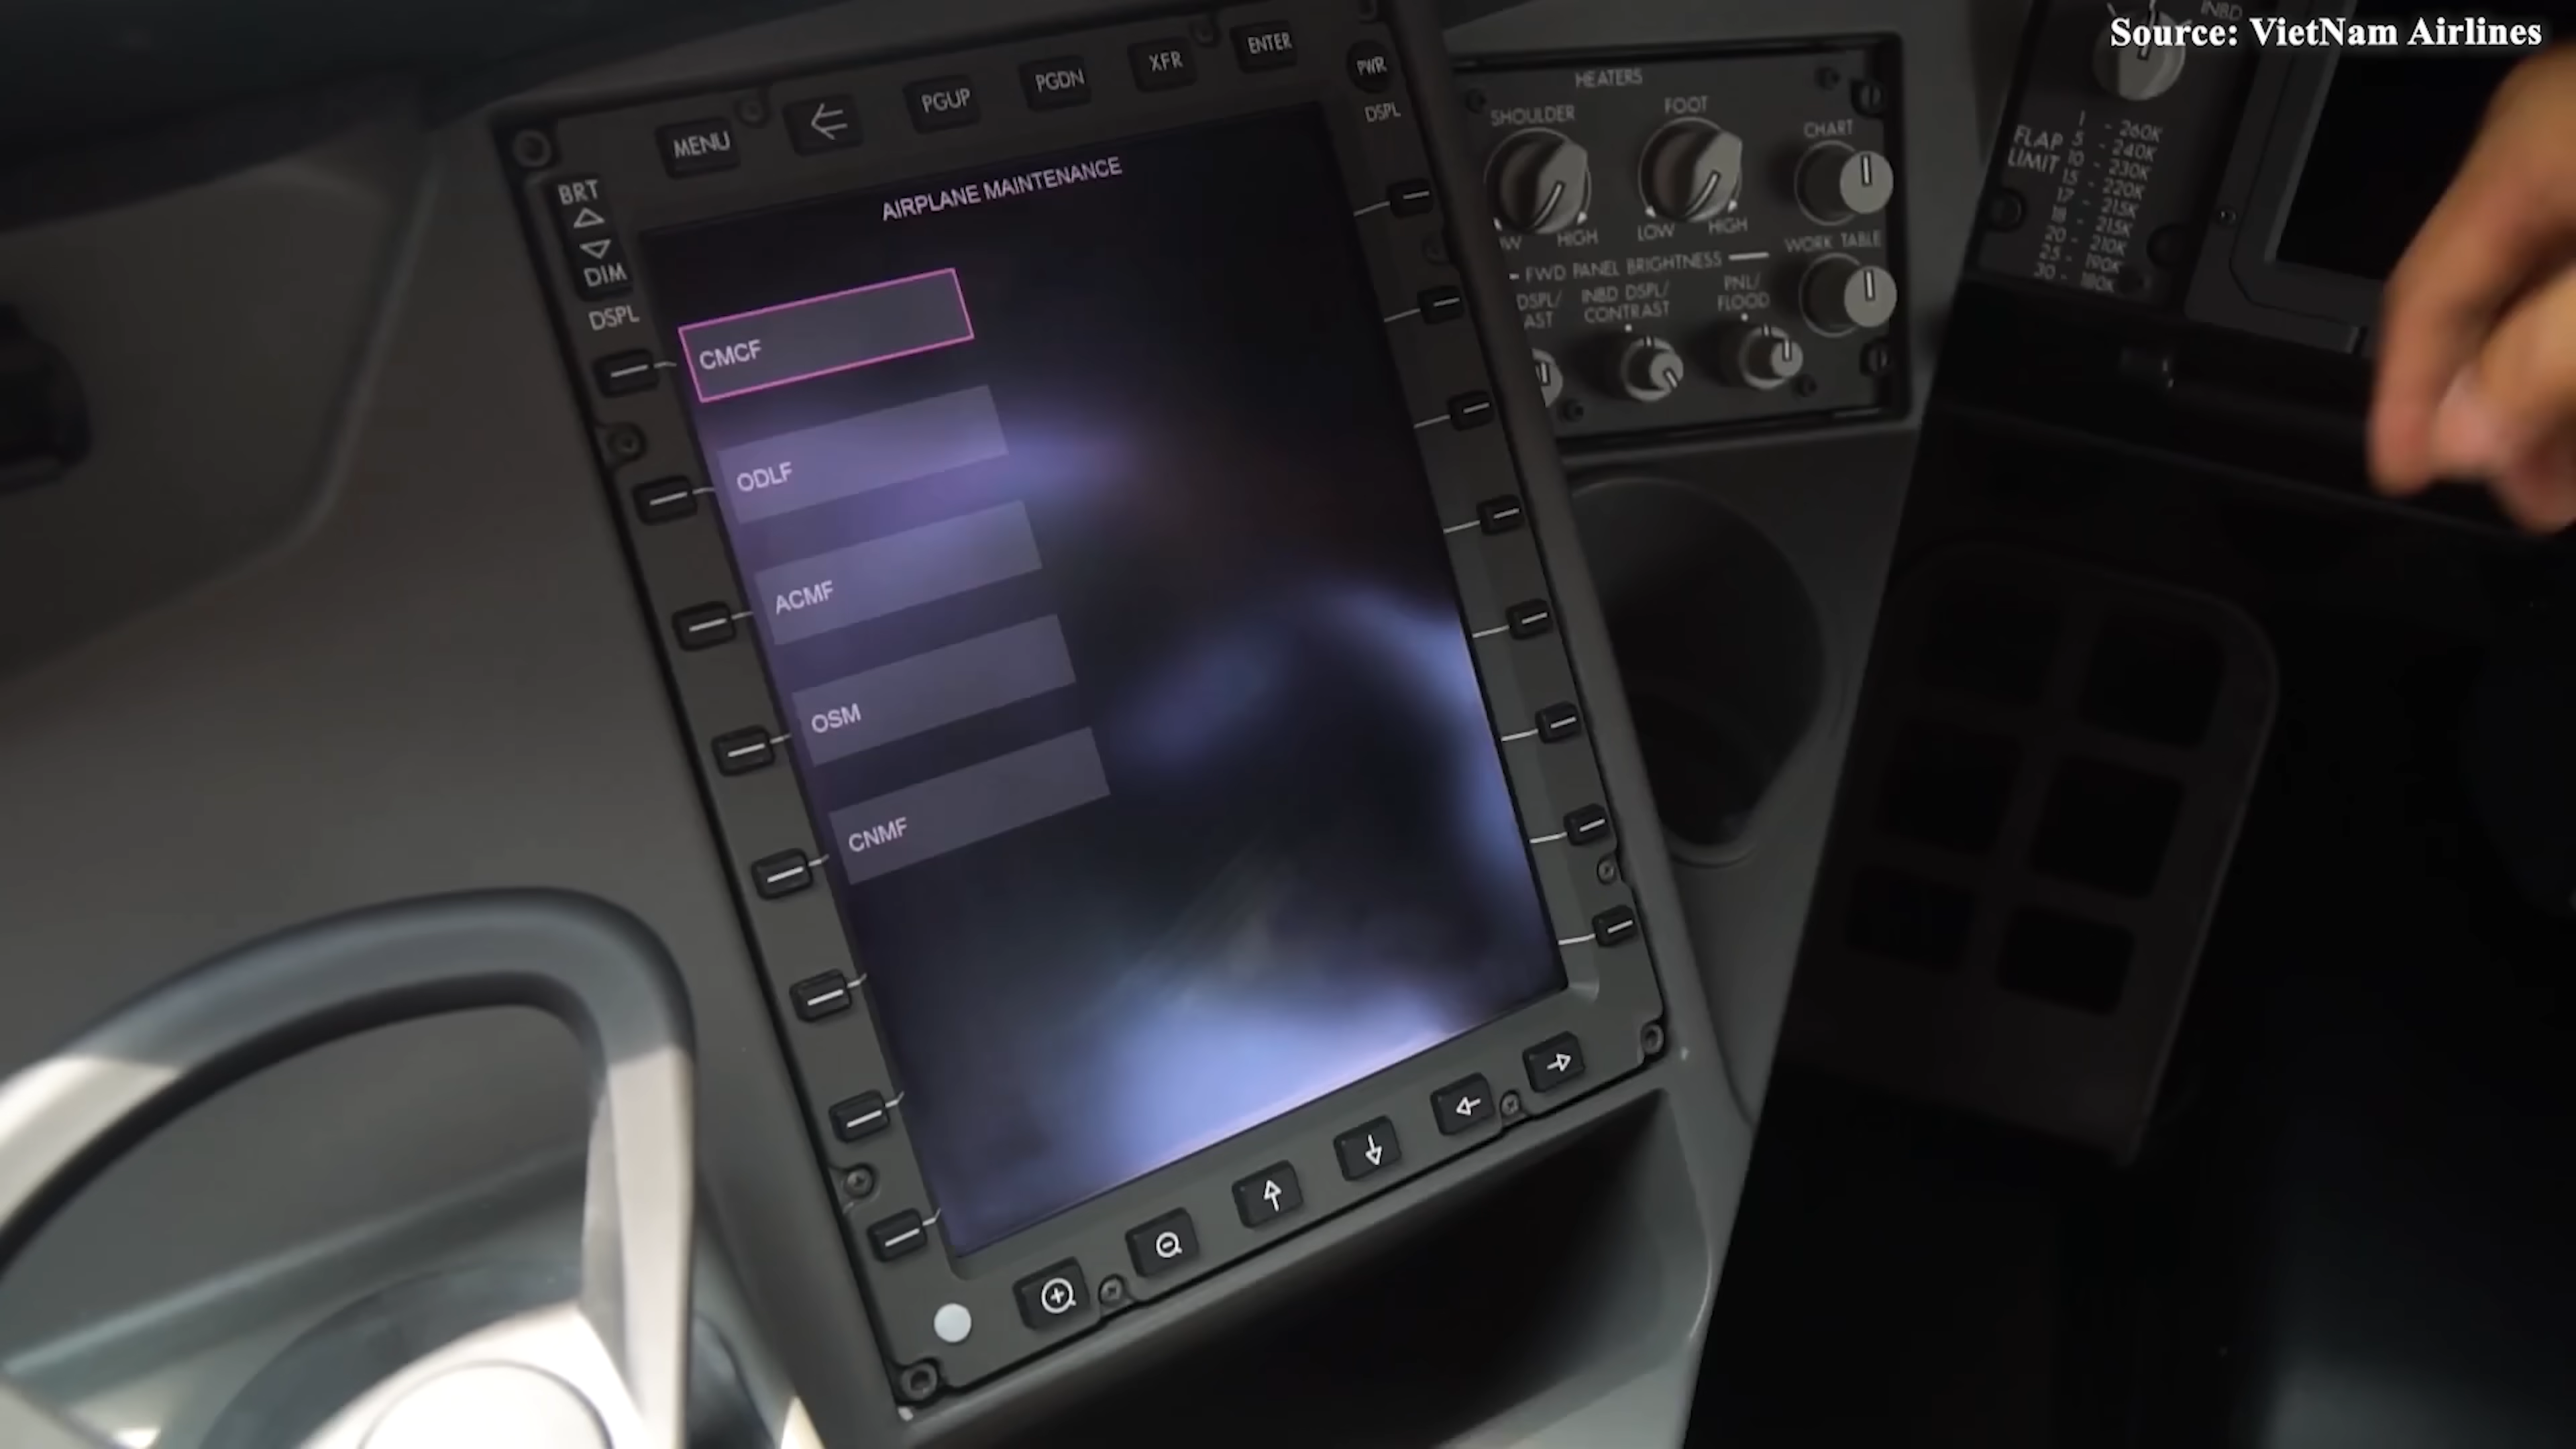 Source: VietNam Airlines
MENU
PGUP
PGDN
XFR
ENTER
PWR
DSPL
BRT
DIM
DSPL
AIRPLANE MAINTENANCE
CMCF
ODLF
ACMF
OSM
CNMF
HEATERS
SHOULDER
FOOT
CHART
HIGH
LOW
HIGH
WORK TABLE
FWD PANEL BRIGHTNESS
DSPL/
INBD DSPL/
CONTRAST
PNL/
FLOOD
INBD
FLAP
LIMIT
1 - 260K
5 - 240K
10 - 230K
15 - 220K
17 - 215K
18 - 215K
20 - 210K
25 - 190K
30 - 180K